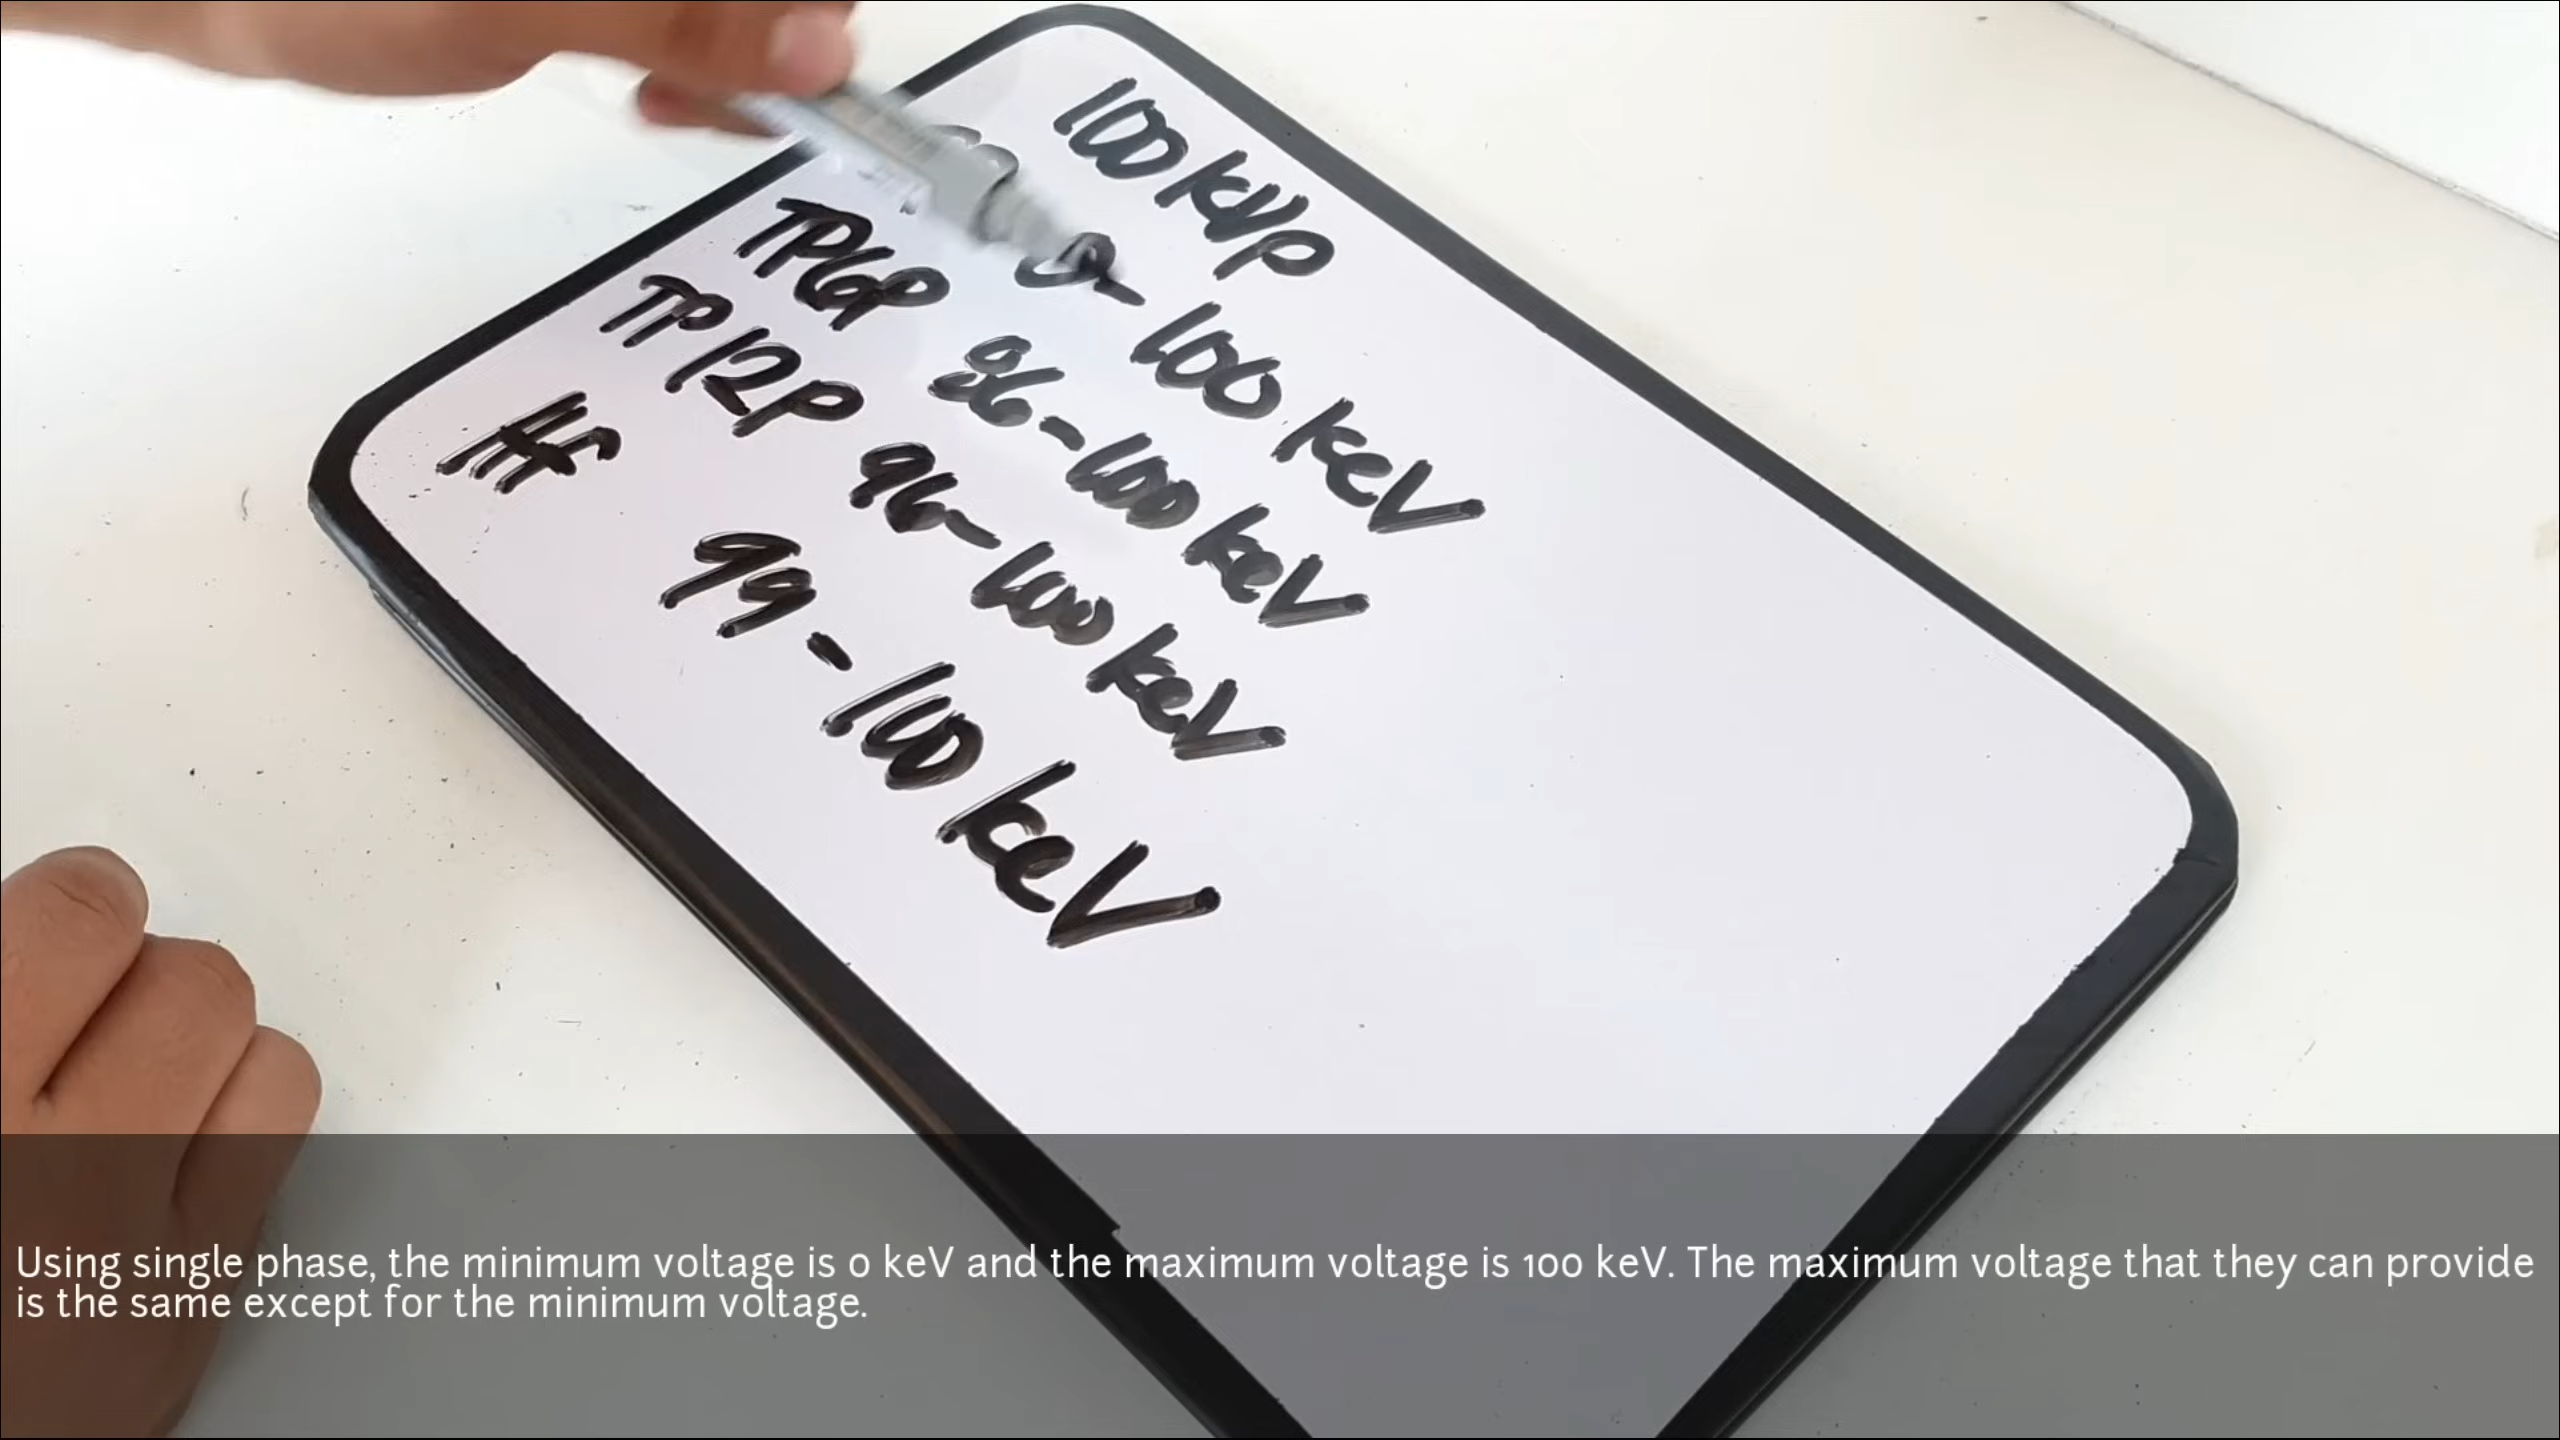 100 kVp
0 - 100 keV
TP6P 86 - 100 keV
TP 12P 96 - 100 keV
HF 99 - 100 keV
Using single phase, the minimum voltage is 0 keV and the maximum voltage is 100 keV. The maximum voltage that they can provide
is the same except for the minimum voltage.